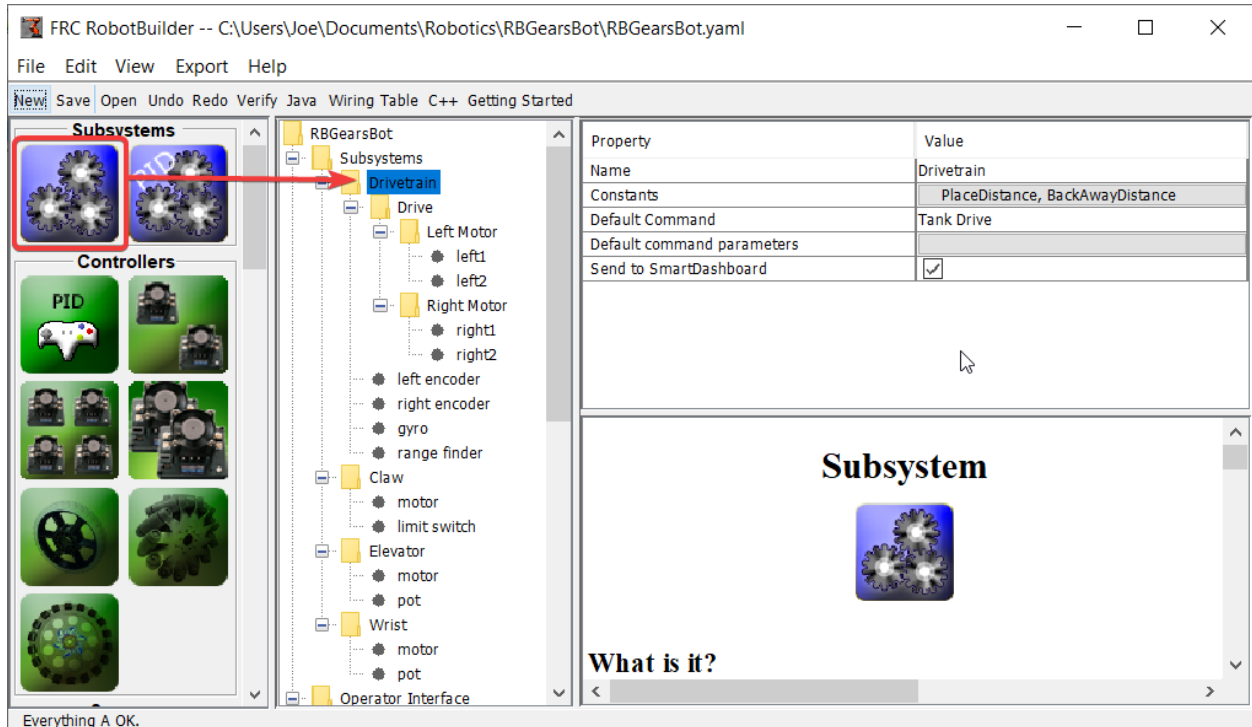 FRC RobotBuilder -- C:\Users\Joe\Documents\Robotics\RBGearsBot\RBGearsBot.yaml
File Edit View Export Help
New Save Open Undo Redo Verify Java Wiring Table C++ Getting Started
Subsystems
PID
Controllers
PID
RBGearsBot
Subsystems
Drivetrain
Drive
Left Motor
left1
left2
Right Motor
right1
right2
left encoder
right encoder
gyro
range finder
Claw
motor
limit switch
Elevator
motor
pot
Wrist
motor
pot
Operator Interface
Property Value
Name Drivetrain
Constants PlaceDistance, BackAwayDistance
Default Command Tank Drive
Default command parameters
Send to SmartDashboard
Subsystem
What is it?
Everything A OK.